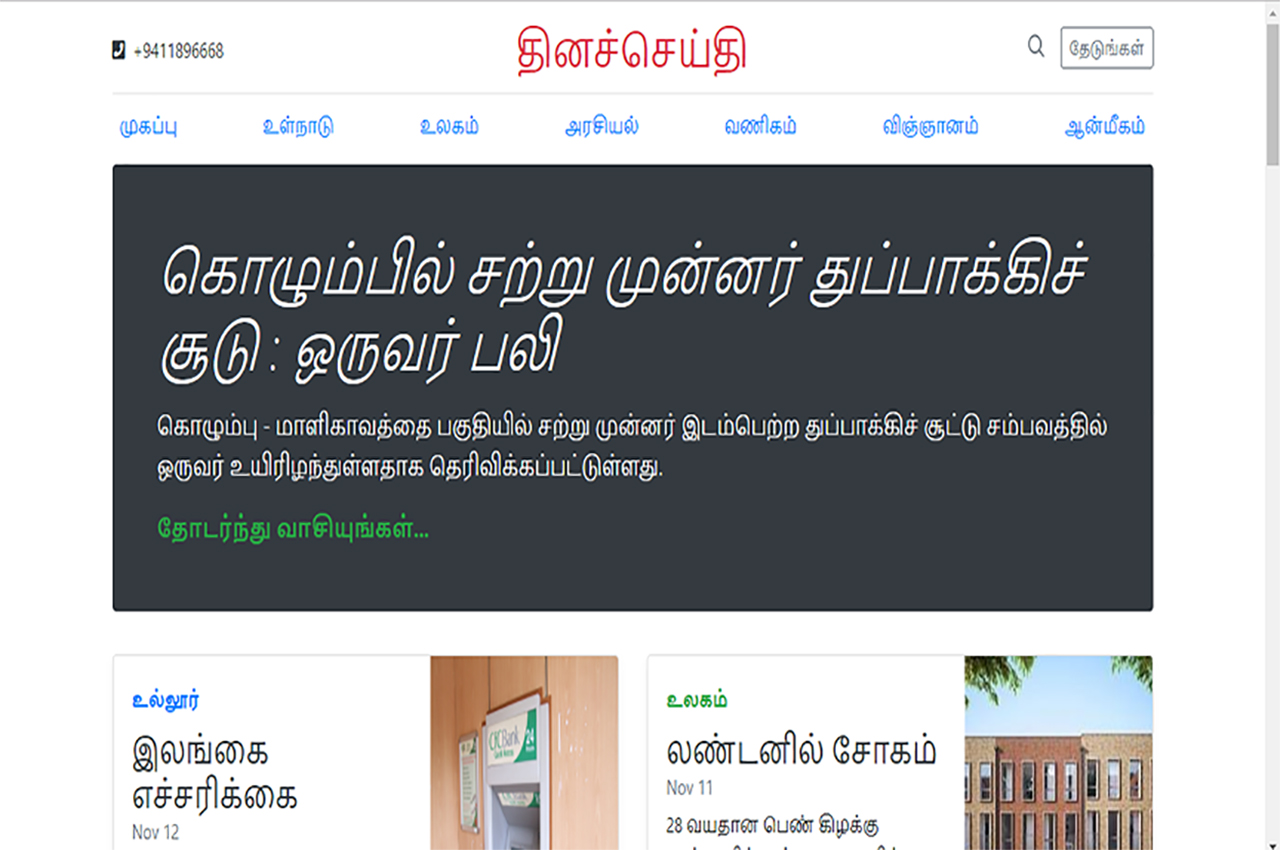 +9411896668
தினச்செய்தி
தேடுங்கள்
முகப்பு உள்நாடு உலகம் அரசியல் வணிகம் விஞ்ஞானம் ஆன்மீகம்
கொழும்பில் சற்று முன்னர் துப்பாக்கிச்
சூடு : ஒருவர் பலி
கொழும்பு - மாளிகாவத்தை பகுதியில் சற்று முன்னர் இடம்பெற்ற துப்பாக்கிச் சூட்டு சம்பவத்தில்
ஒருவர் உயிரிழந்துள்ளதாக தெரிவிக்கப்பட்டுள்ளது.
தோடர்ந்து வாசியுங்கள்...
உல்லூர்
இலங்கை
எச்சரிக்கை
Nov 12
Bank
24
உலகம்
லண்டனில் சோகம்
Nov 11
28 வயதான பெண் கிழக்கு